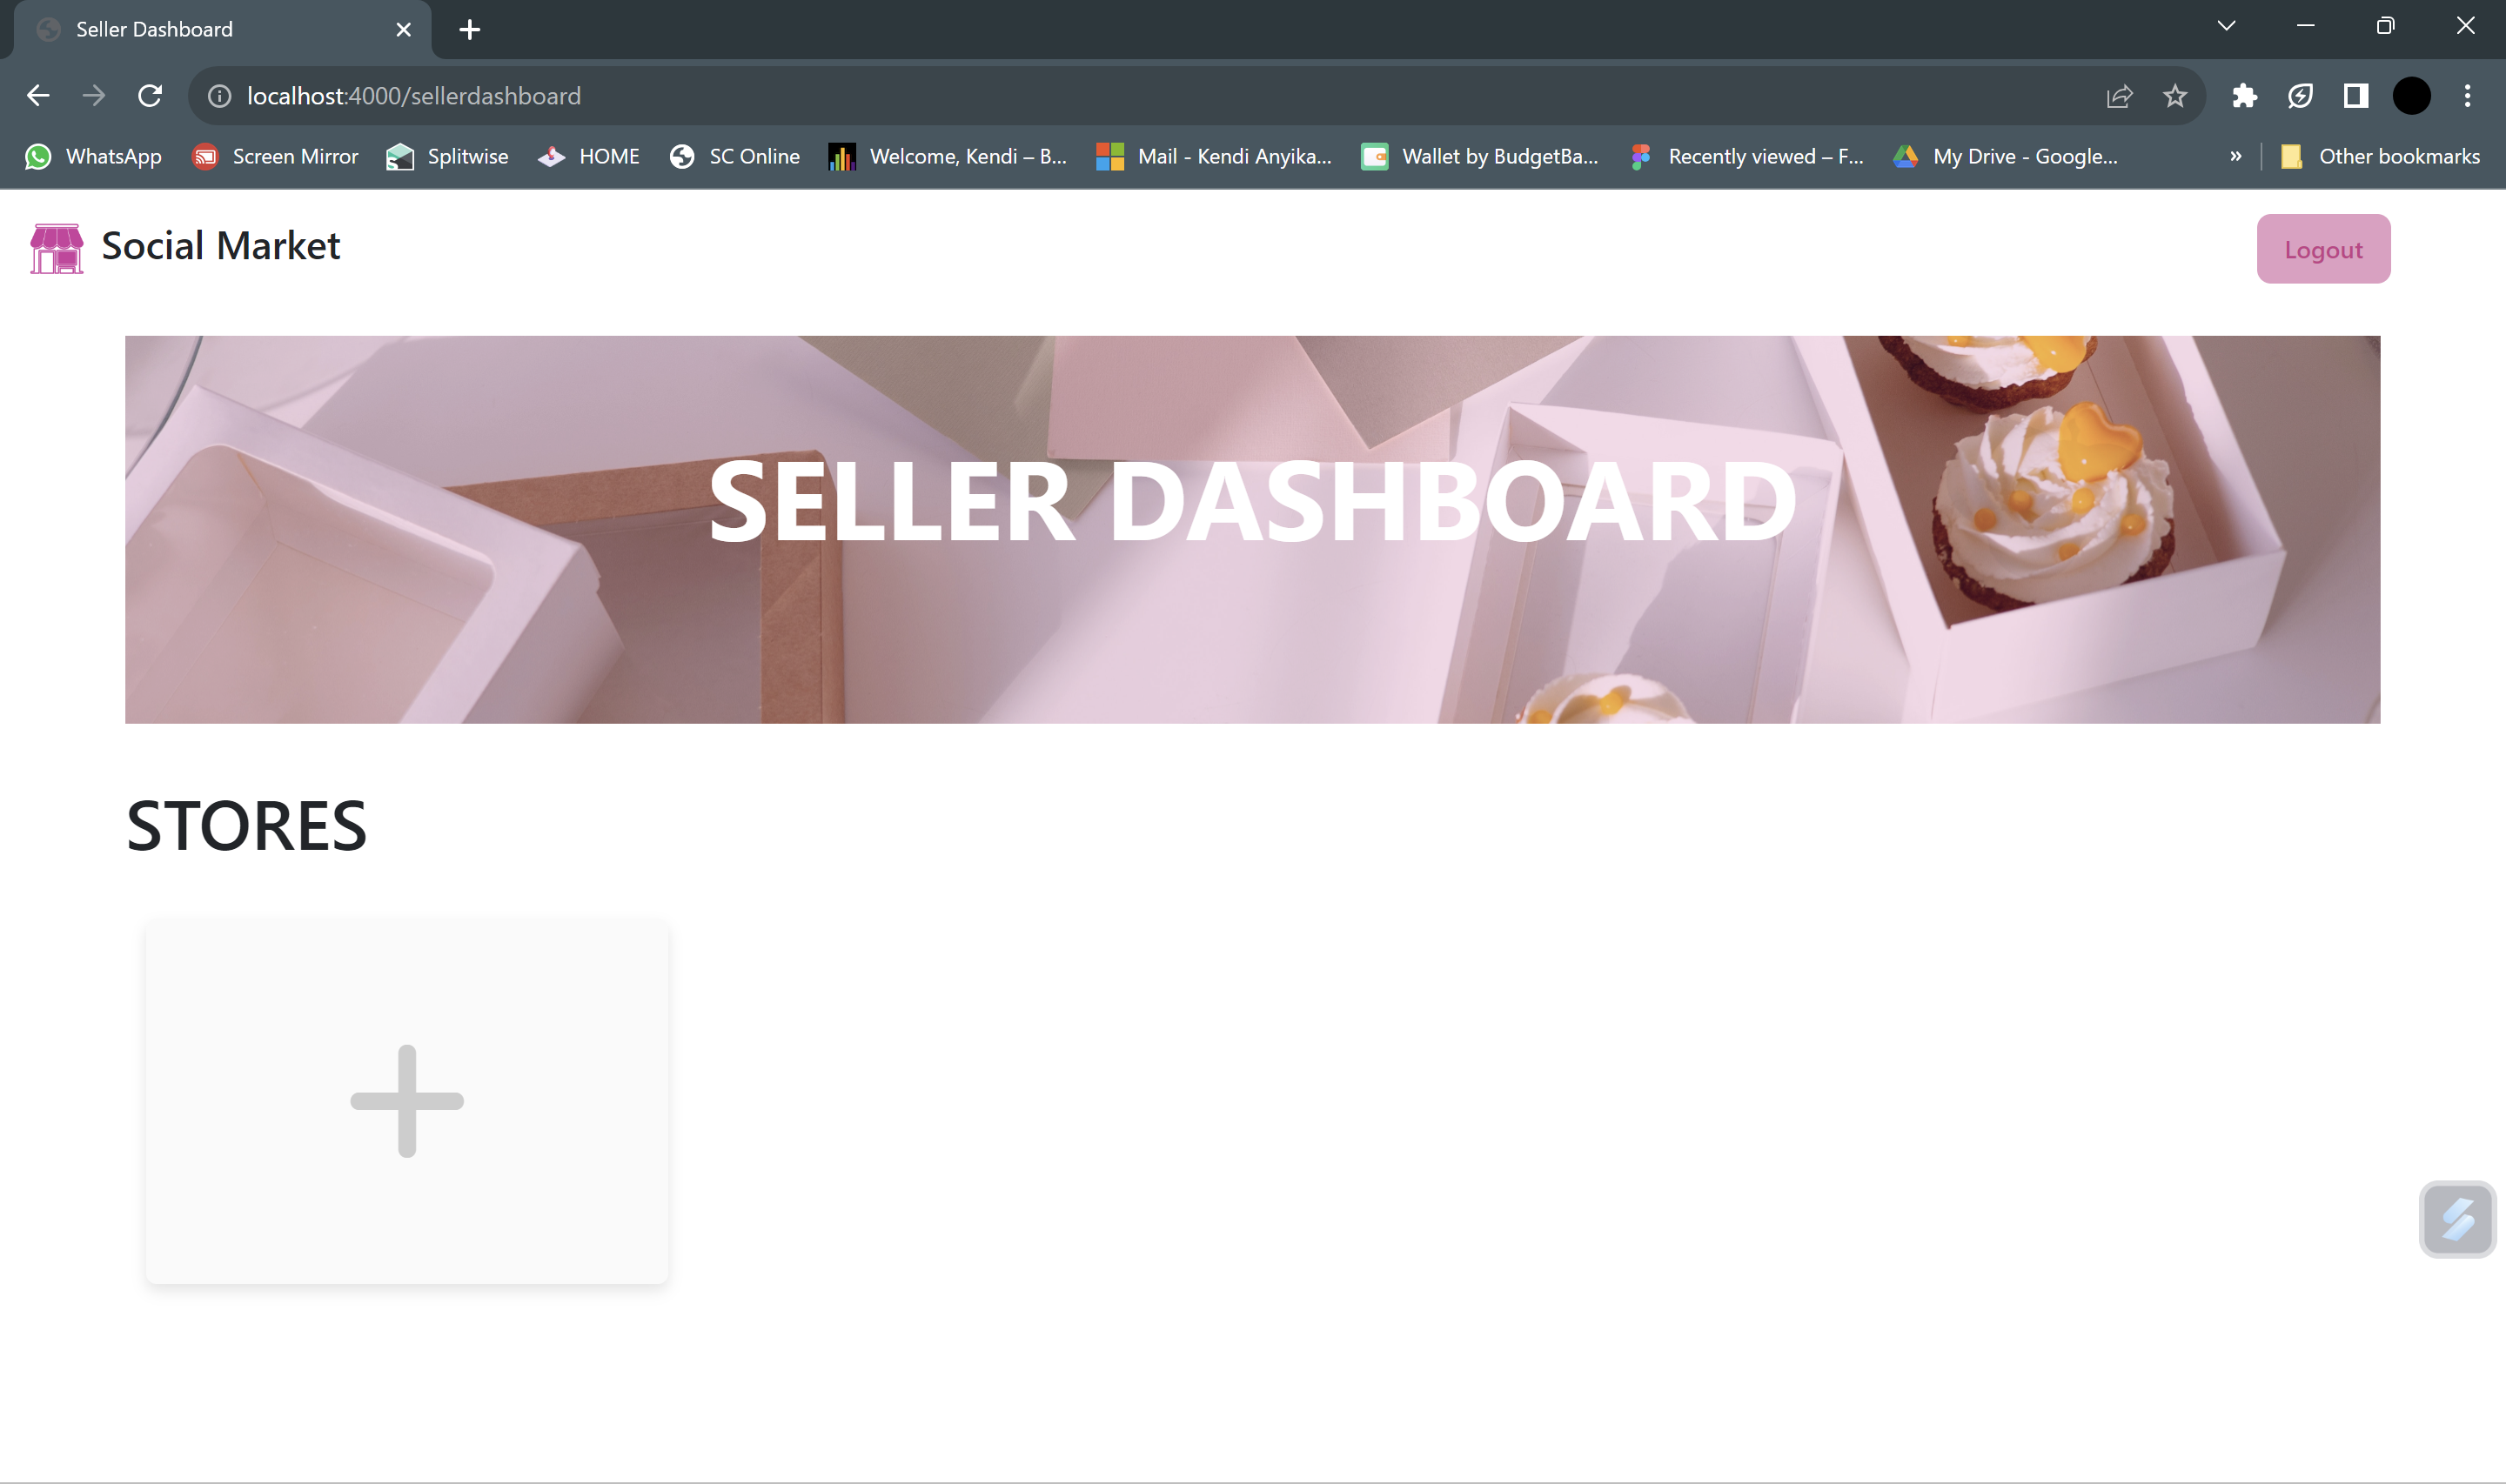 Seller Dashboard
localhost:4000/sellerdashboard
WhatsApp Screen Mirror Splitwise HOME SC Online Welcome, Kendi – B... Mail - Kendi Anyika... Wallet by BudgetBa... Recently viewed – F... My Drive - Google... » Other bookmarks
Social Market
Logout
SELLER DASHBOARD
STORES